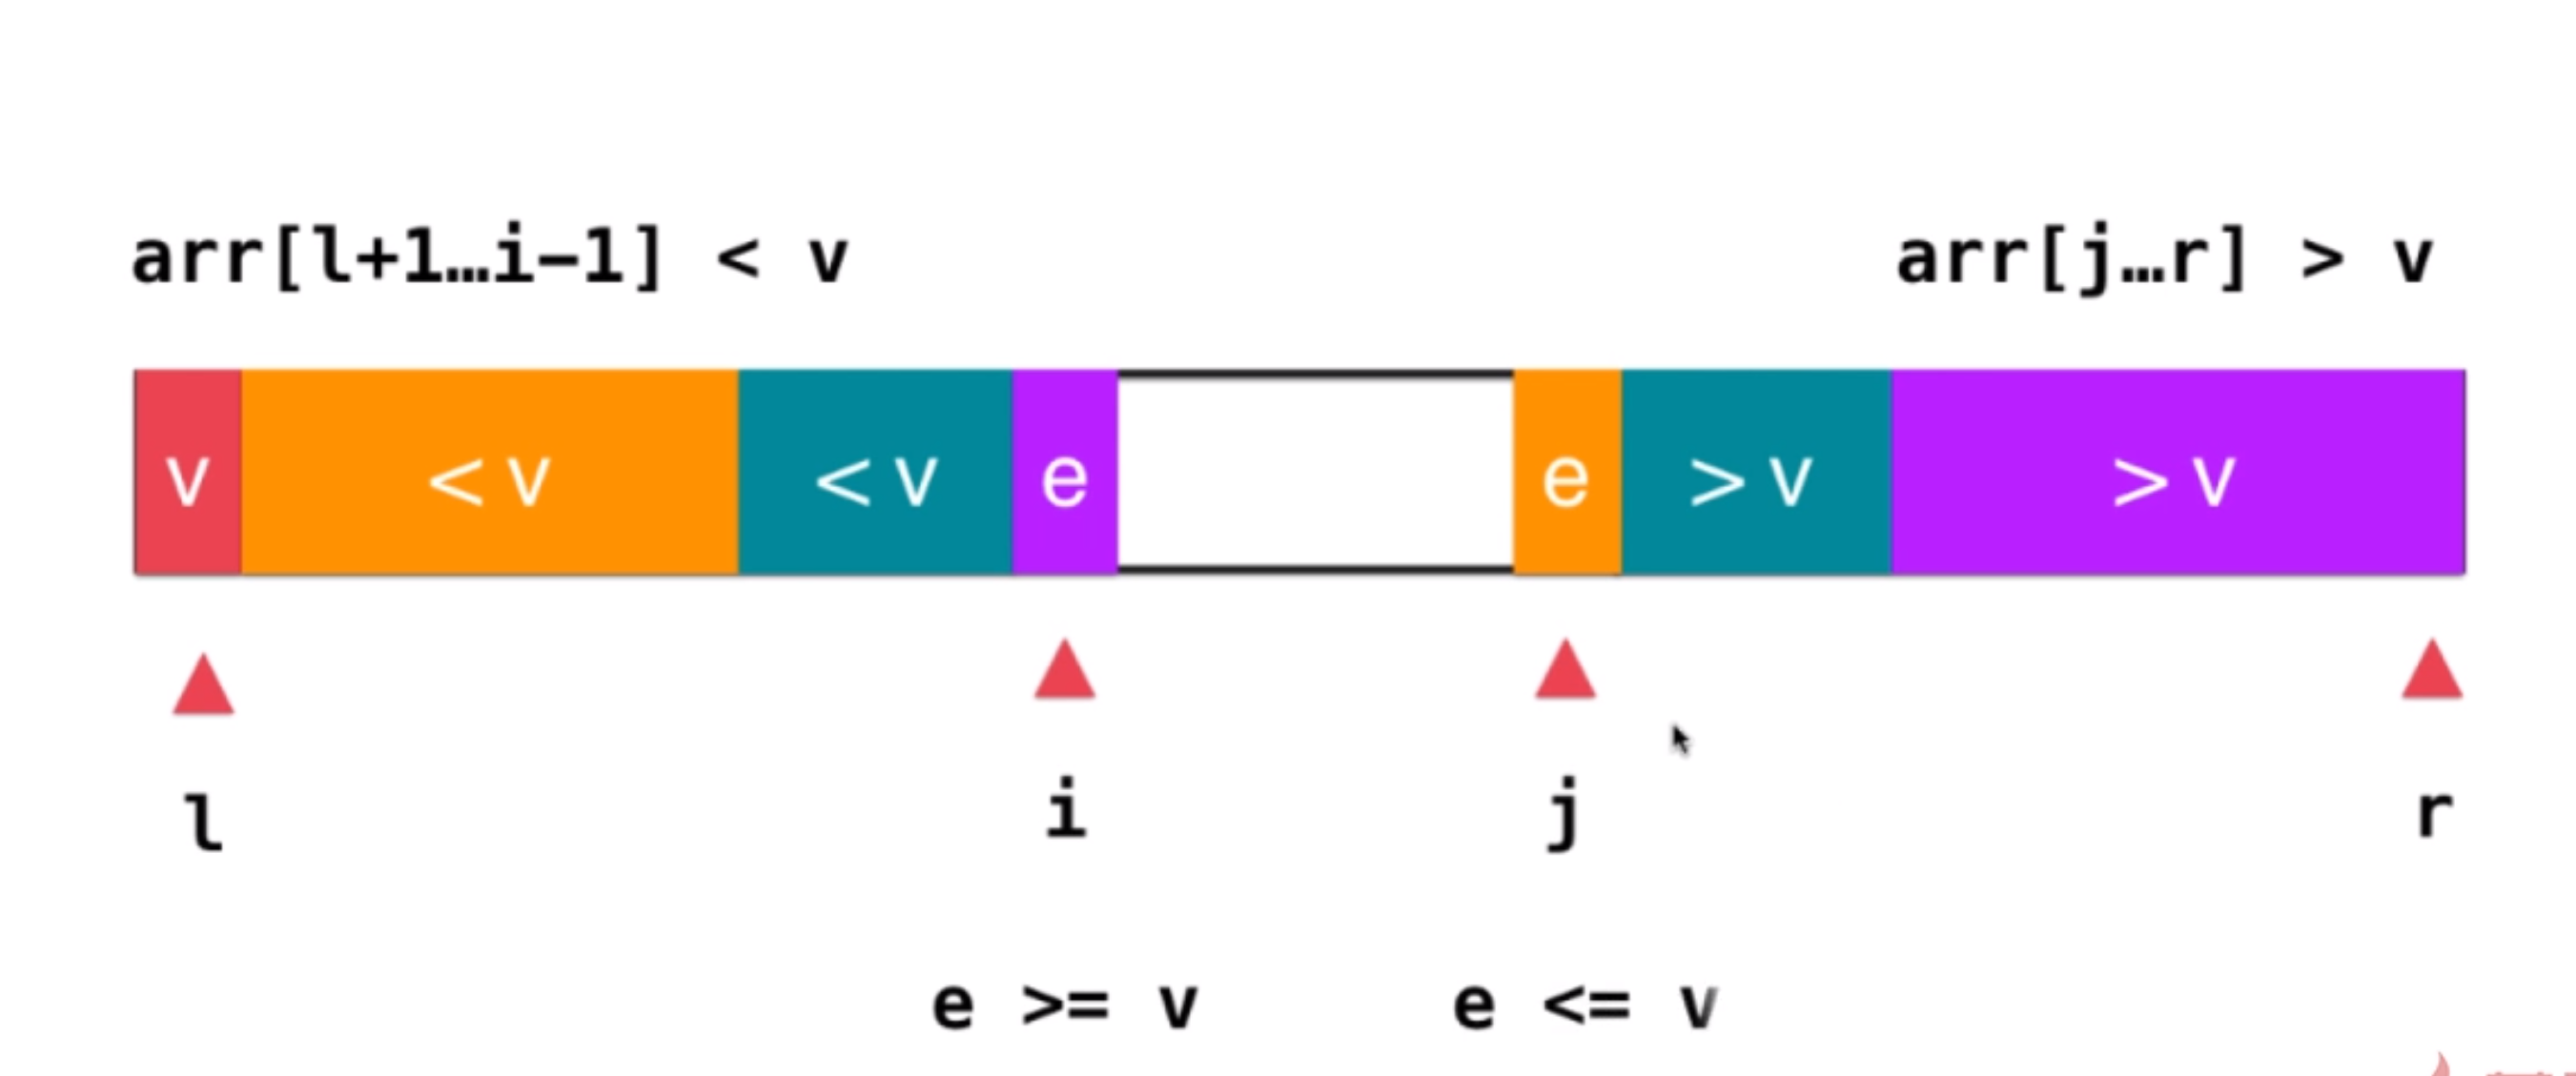 arr[l+1…i-1] < v arr[j…r] > v
v < v < v e e > v > v
l i j r
e >= v e <= v